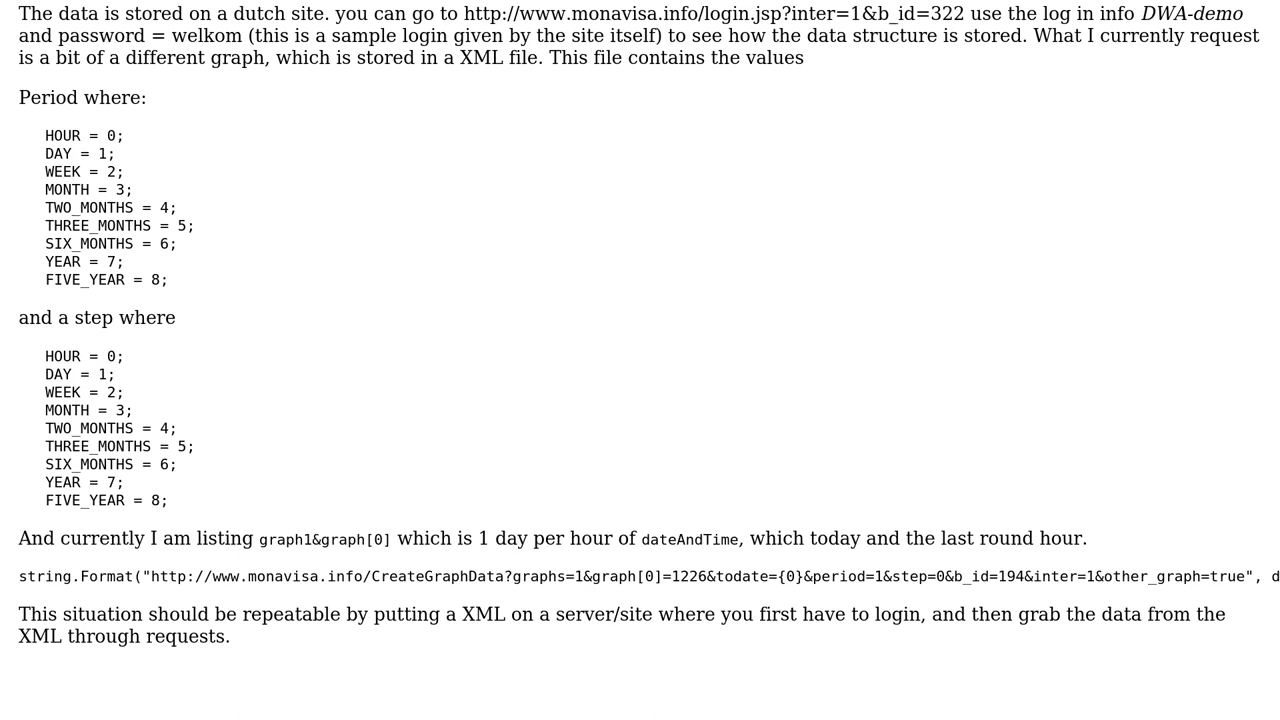 The data is stored on a dutch site. you can go to http://www.monavisa.info/login.jsp?inter=1&b_id=322 use the log in info DWA-demo
and password = welkom (this is a sample login given by the site itself) to see how the data structure is stored. What I currently request
is a bit of a different graph, which is stored in a XML file. This file contains the values
Period where:
HOUR = 0;
DAY = 1;
WEEK = 2;
MONTH = 3;
TWO_MONTHS = 4;
THREE_MONTHS = 5;
SIX_MONTHS = 6;
YEAR = 7;
FIVE_YEAR = 8;
and a step where
HOUR = 0;
DAY = 1;
WEEK = 2;
MONTH = 3;
TWO_MONTHS = 4;
THREE_MONTHS = 5;
SIX_MONTHS = 6;
YEAR = 7;
FIVE_YEAR = 8;
And currently I am listing graph1&graph[0] which is 1 day per hour of dateAndTime, which today and the last round hour.
string.Format("http://www.monavisa.info/CreateGraphData?graphs=1&graph[0]=1226&todate={0}&period=1&step=0&b_id=194&inter=1&other_graph=true", d
This situation should be repeatable by putting a XML on a server/site where you first have to login, and then grab the data from the
XML through requests.